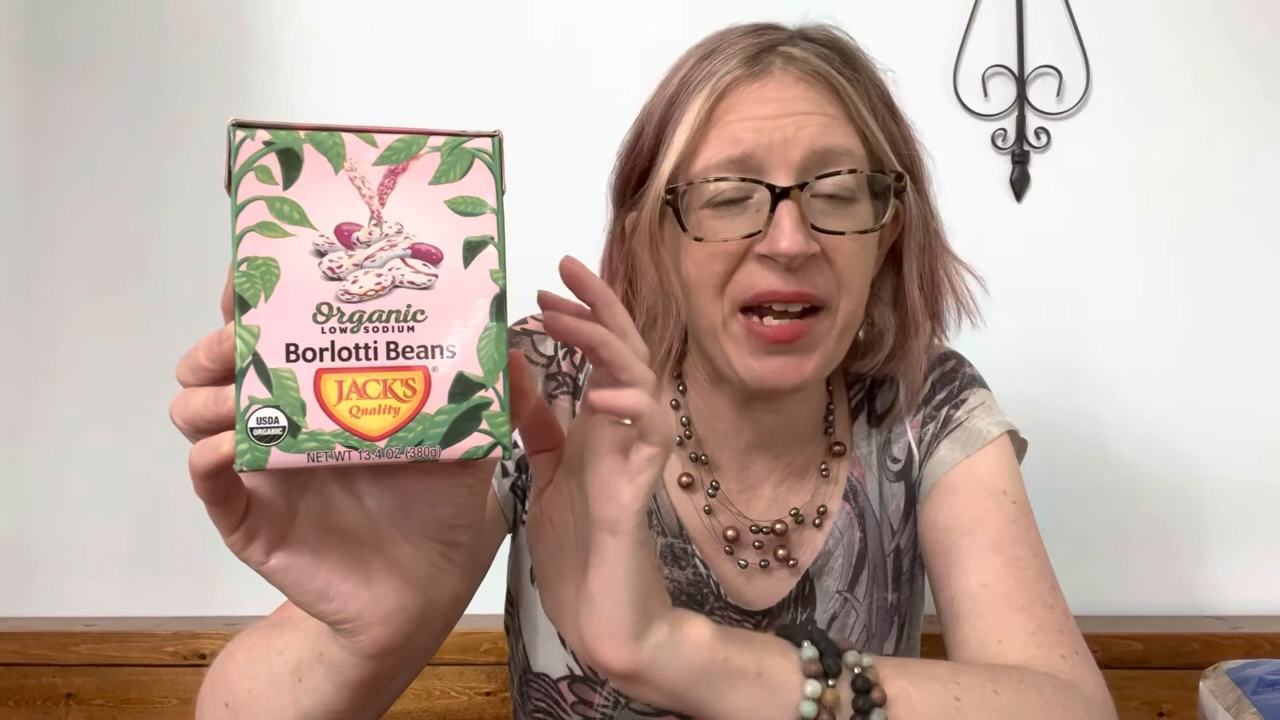 Organic
LOW SODIUM
Borlotti Beans
JACK'S ®
Quality
USDA
ORGANIC
NET WT 13.4 OZ (380g)